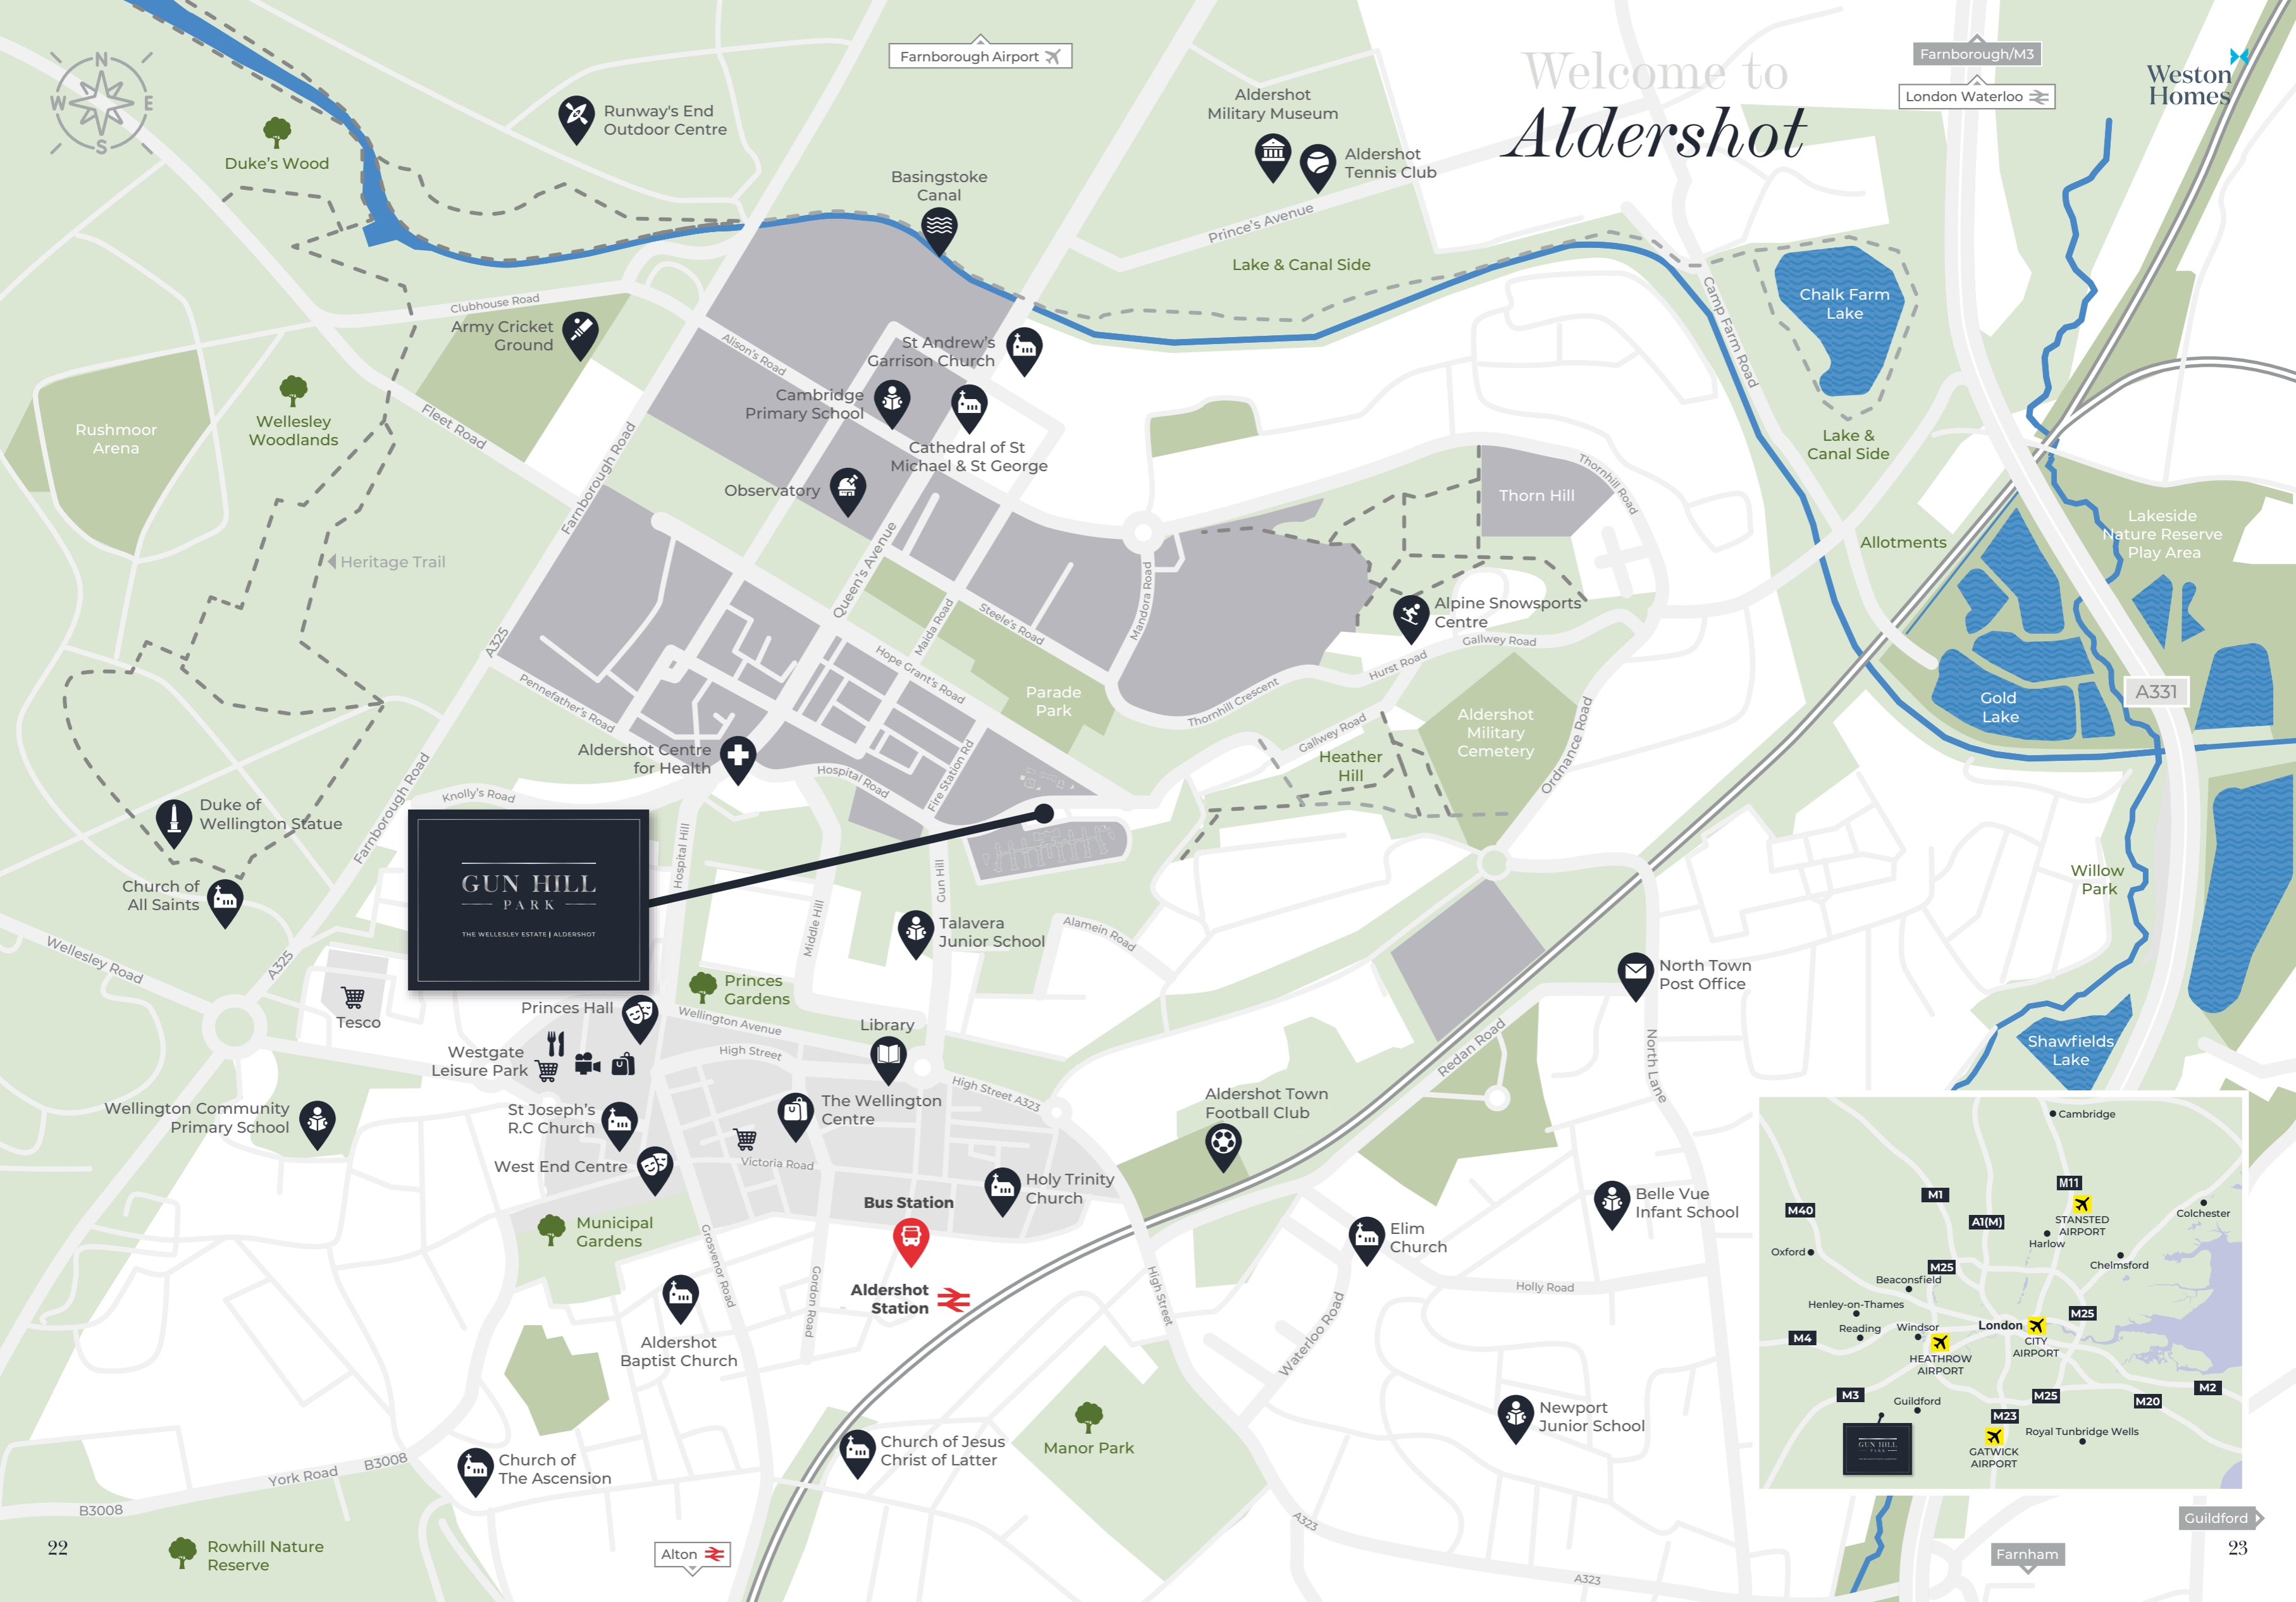 Welcome to
Aldershot
Farnborough Airport
Farnborough/M3
London Waterloo
Weston
Homes
N
W
E
S
Duke's Wood
Runway's End
Outdoor Centre
Basingstoke
Canal
Aldershot
Military Museum
Aldershot
Tennis Club
Prince's Avenue
Lake & Canal Side
Chalk Farm
Lake
Camp Farm Road
Clubhouse Road
Army Cricket
Ground
Alison's Road
St Andrew's
Garrison Church
Cambridge
Primary School
Cathedral of St
Michael & St George
Observatory
Rushmoor
Arena
Wellesley
Woodlands
Fleet Road
Farnborough Road
Heritage Trail
Lake &
Canal Side
Thorn Hill
Thornhill Road
Allotments
Lakeside
Nature Reserve
Play Area
Queen's Avenue
Maida Road
Steele's Road
Mandora Road
Alpine Snowsports
Centre
Gallwey Road
Hurst Road
A325
Hope Grant's Road
Pennefather's Road
Parade
Park
Thornhill Crescent
Gallwey Road
Aldershot
Military
Cemetery
Ordnance Road
Gold
Lake
A331
Aldershot Centre
for Health
Hospital Road
Fire Station Rd
Heather
Hill
Knolly's Road
Farnborough Road
Duke of
Wellington Statue
GUN HILL
PARK
THE WELLESLEY ESTATE | ALDERSHOT
Hospital Hill
Gun Hill
Middle Hill
Church of
All Saints
Talavera
Junior School
Alamein Road
Willow
Park
Wellesley Road
A325
Tesco
Princes
Gardens
Princes Hall
Wellington Avenue
North Town
Post Office
Westgate
Leisure Park
High Street
Library
High Street A323
Redan Road
North Lane
Shawfields
Lake
Wellington Community
Primary School
St Joseph's
R.C Church
The Wellington
Centre
Aldershot Town
Football Club
West End Centre
Victoria Road
Holy Trinity
Church
Bus Station
Municipal
Gardens
Elim
Church
Belle Vue
Infant School
Grosvenor Road
Gordon Road
Aldershot
Station
High Street
Holly Road
Waterloo Road
Aldershot
Baptist Church
Newport
Junior School
Manor Park
Church of Jesus
Christ of Latter
Church of
The Ascension
York Road
B3008
B3008
A323
A323
Rowhill Nature
Reserve
Alton
Guildford
Farnham
22
23
Cambridge
M11
M1
M40
A1(M)
STANSTED
AIRPORT
Colchester
Harlow
Oxford
Chelmsford
M25
Beaconsfield
Henley-on-Thames
M25
Reading
Windsor
London
M4
CITY
AIRPORT
HEATHROW
AIRPORT
M3
Guildford
M25
M20
M2
M23
Royal Tunbridge Wells
GATWICK
AIRPORT
GUN HILL
PARK